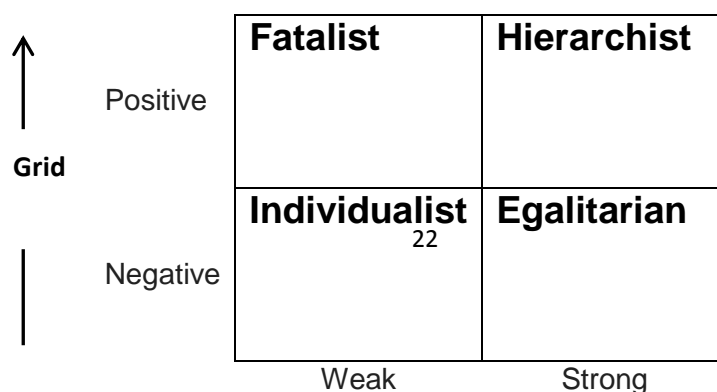 Fatalist Hierarchist
Positive
Grid
Individualist Egalitarian
22
Negative
Weak Strong